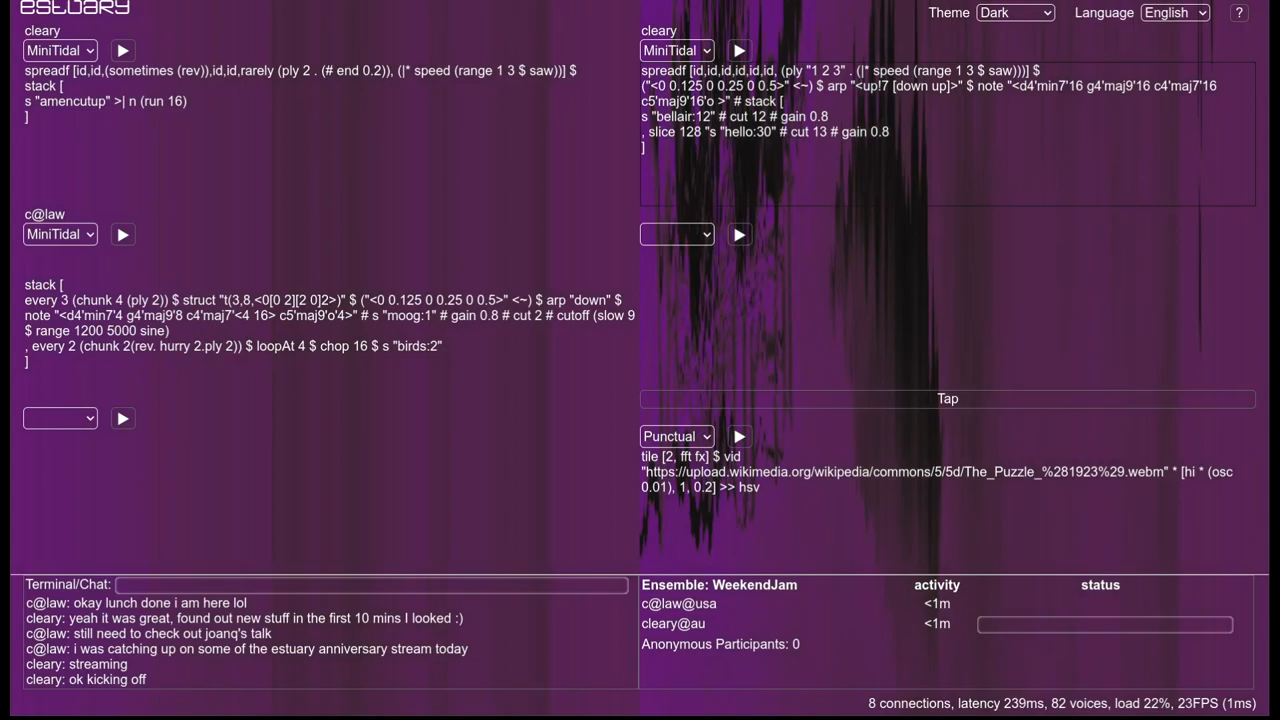 estuary
Theme Dark Language English ?
cleary
MiniTidal
spreadf [id,id,(sometimes (rev)),id,id,rarely (ply 2 . (# end 0.2)), (|* speed (range 1 3 $ saw))] $
stack [
s "amencutup" >| n (run 16)
]
cleary
MiniTidal
spreadf [id,id,id,id,id,id, (ply "1 2 3" . (|* speed (range 1 3 $ saw)))] $
("<0 0.125 0 0.25 0 0.5>" <~) $ arp "<up!7 [down up]>" $ note "<d4'min7'16 g4'maj9'16 c4'maj7'16
c5'maj9'16'o >" # stack [
s "bellair:12" # cut 12 # gain 0.8
, slice 128 "s "hello:30" # cut 13 # gain 0.8
]
c@law
MiniTidal
stack [
every 3 (chunk 4 (ply 2)) $ struct "t(3,8,<0[0 2][2 0]2>)" $ ("<0 0.125 0 0.25 0 0.5>" <~) $ arp "down" $
note "<d4'min7'4 g4'maj9'8 c4'maj7'<4 16> c5'maj9'o'4>" # s "moog:1" # gain 0.8 # cut 2 # cutoff (slow 9
$ range 1200 5000 sine)
, every 2 (chunk 2(rev. hurry 2.ply 2)) $ loopAt 4 $ chop 16 $ s "birds:2"
]
Tap
Punctual
tile [2, fft fx] $ vid
"https://upload.wikimedia.org/wikipedia/commons/5/5d/The_Puzzle_%281923%29.webm" * [hi * (osc
0.01), 1, 0.2] >> hsv
Terminal/Chat:
c@law: okay lunch done i am here lol
cleary: yeah it was great, found out new stuff in the first 10 mins I looked :)
c@law: still need to check out joanq's talk
c@law: i was catching up on some of the estuary anniversary stream today
cleary: streaming
cleary: ok kicking off
Ensemble: WeekendJam activity status
c@law@usa <1m
cleary@au <1m
Anonymous Participants: 0
8 connections, latency 239ms, 82 voices, load 22%, 23FPS (1ms)